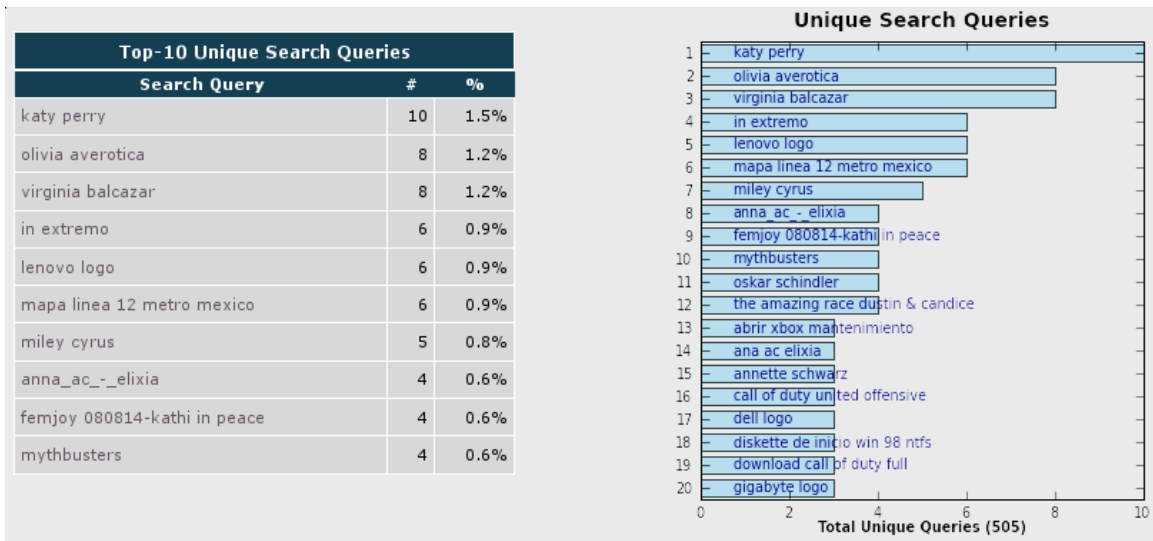 Top-10 Unique Search Queries
Search Query # %
katy perry 10 1.5%
olivia averotica 8 1.2%
virginia balcazar 8 1.2%
in extremo 6 0.9%
lenovo logo 6 0.9%
mapa linea 12 metro mexico 6 0.9%
miley cyrus 5 0.8%
anna_ac_-_elixia 4 0.6%
femjoy 080814-kathi in peace 4 0.6%
mythbusters 4 0.6%
Unique Search Queries
1 katy perry
2 olivia averotica
3 virginia balcazar
4 in extremo
5 lenovo logo
6 mapa linea 12 metro mexico
7 miley cyrus
8 anna_ac_-_elixia
9 femjoy 080814-kathi in peace
10 mythbusters
11 oskar schindler
12 the amazing race dustin & candice
13 abrir xbox mantenimiento
14 ana ac elixia
15 annette schwarz
16 call of duty united offensive
17 dell logo
18 diskette de inicio win 98 ntfs
19 download call of duty full
20 gigabyte logo
0 2 4 6 8 10
Total Unique Queries (505)